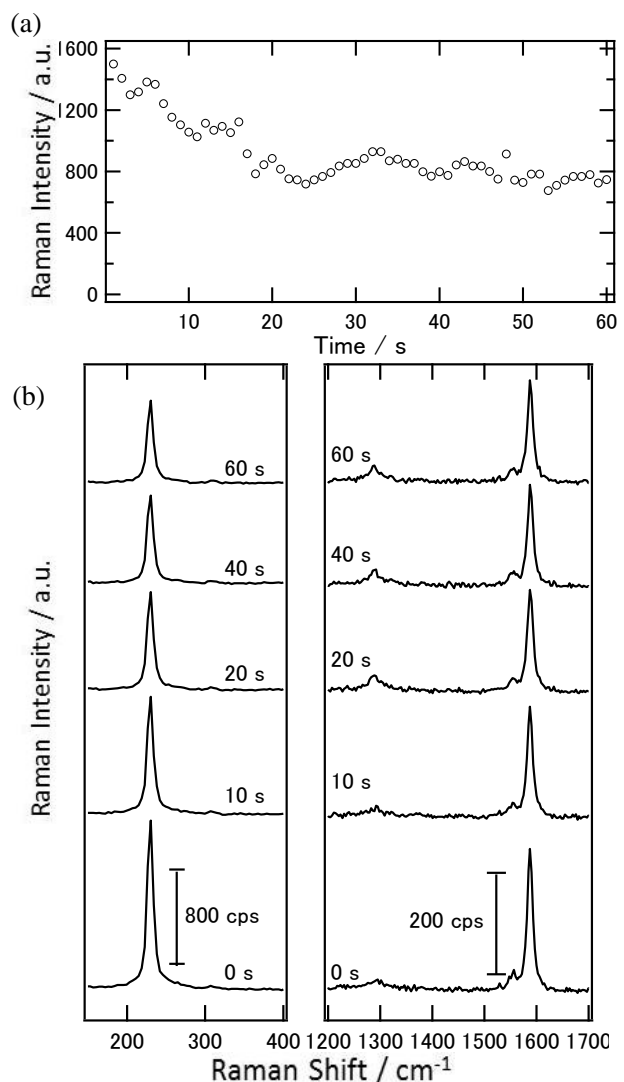 (a)
1600
1200
800
400
0
Raman Intensity / a.u.
10 20 30 40 50 60
Time / s
(b)
60 s 60 s
40 s 40 s
20 s 20 s
10 s 10 s
800 cps 200 cps
0 s 0 s
Raman Intensity / a.u.
200 300 400 1200 1300 1400 1500 1600 1700
Raman Shift / cm⁻¹